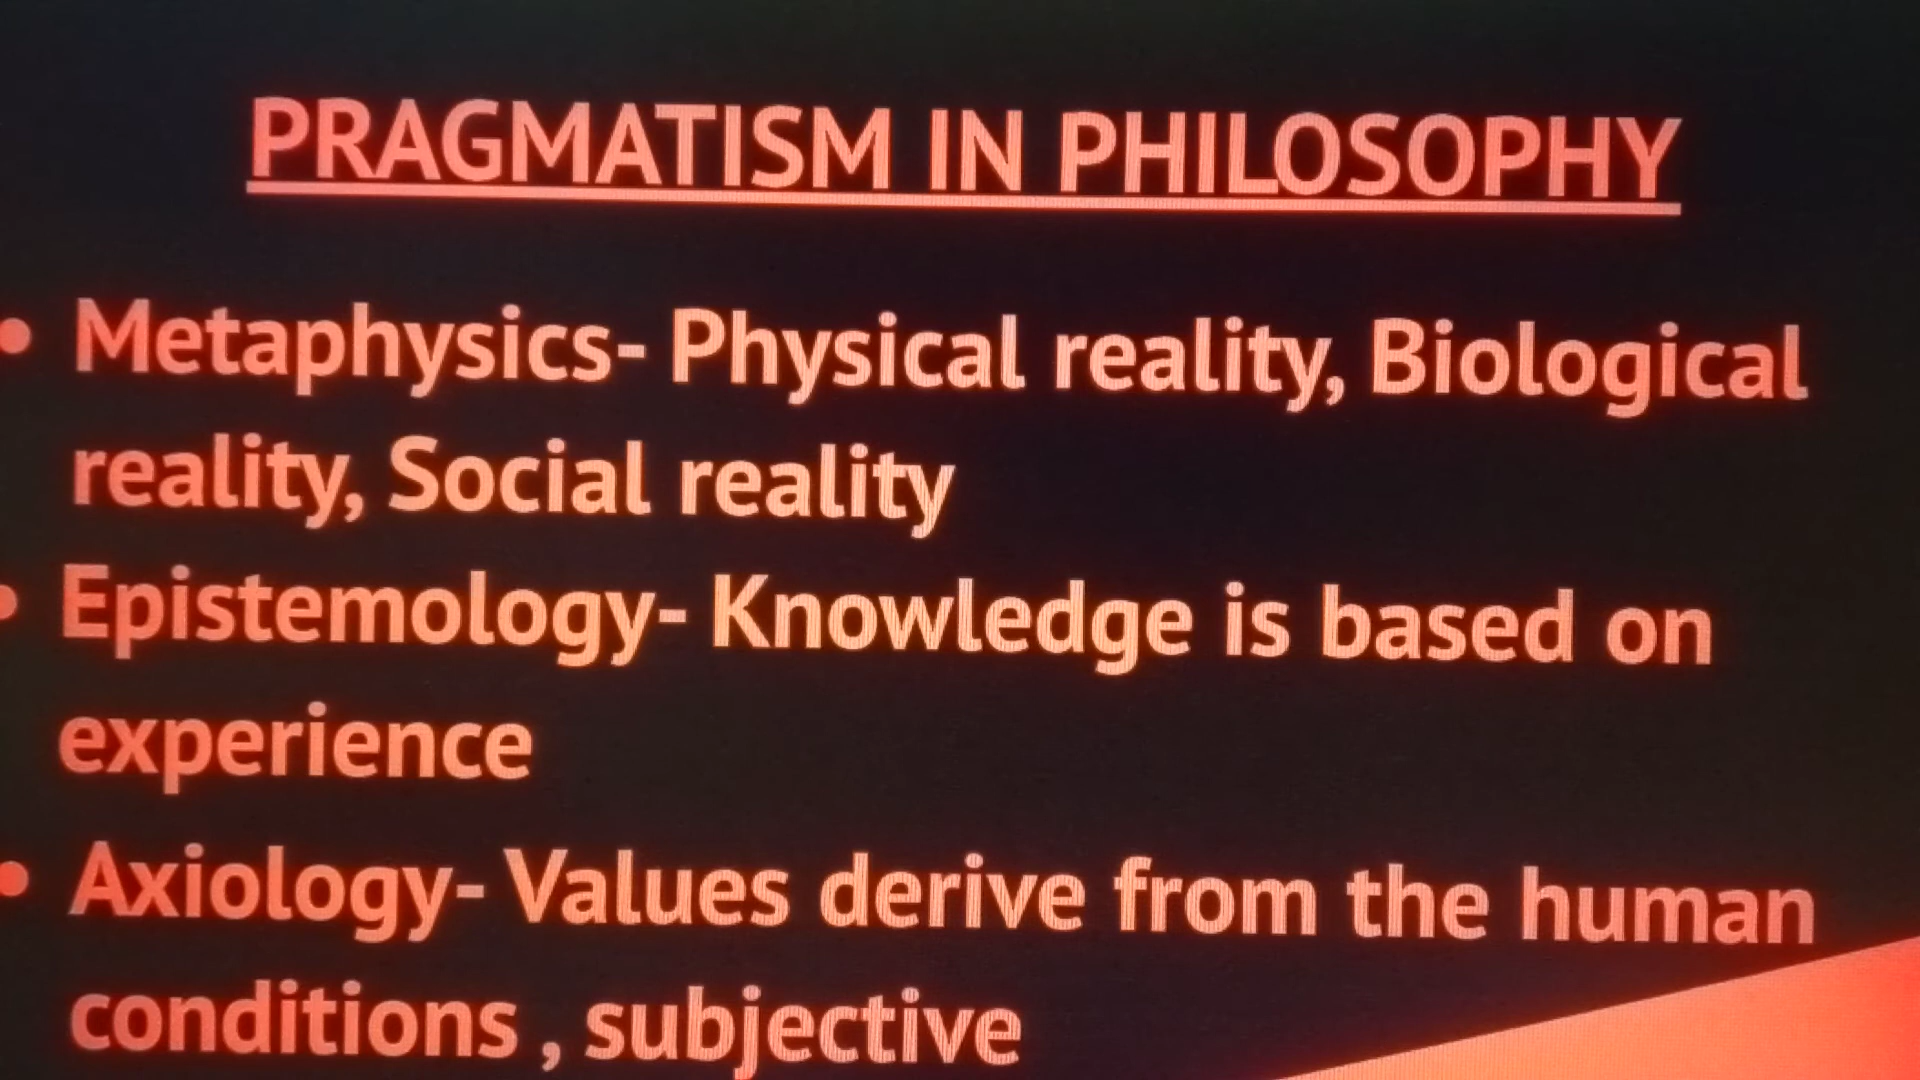 PRAGMATISM IN PHILOSOPHY
• Metaphysics- Physical reality, Biological
reality, Social reality
• Epistemology- Knowledge is based on
experience
• Axiology- Values derive from the human
conditions , subjective